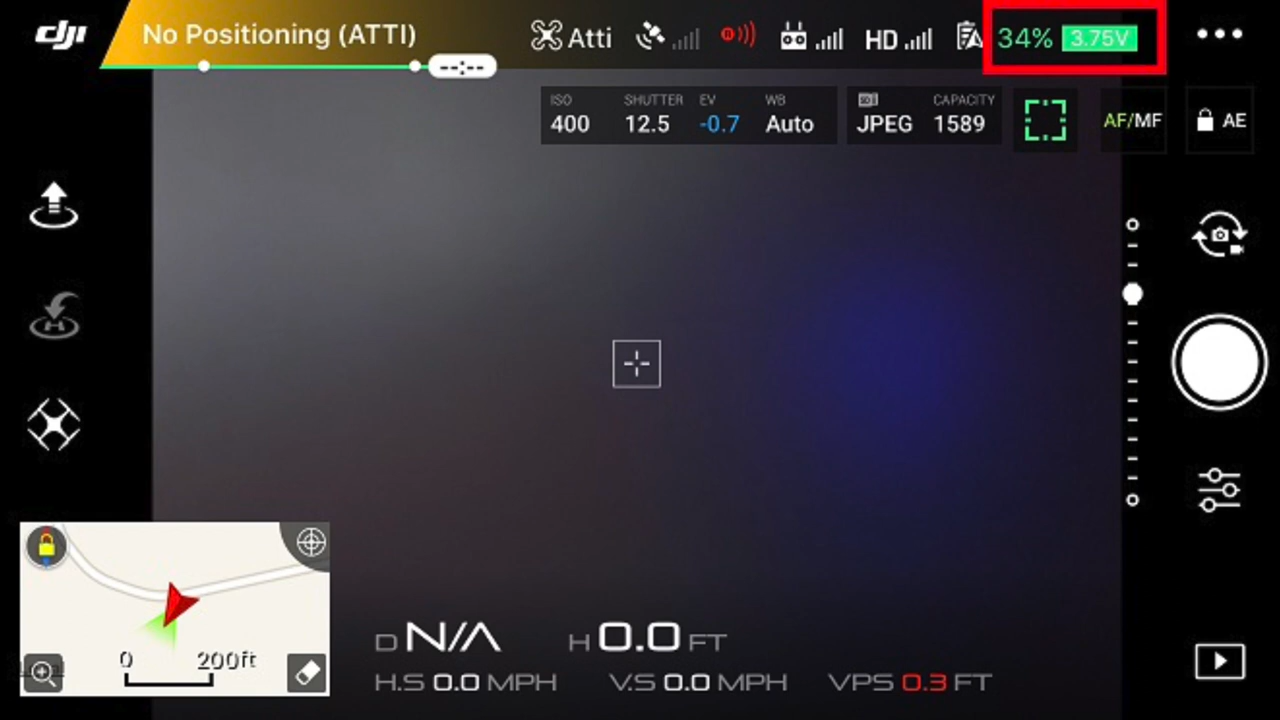 dji No Positioning (ATTI) Atti HD 34% 3.75V
--:--
ISO SHUTTER EV WB CAPACITY
400 12.5 -0.7 Auto JPEG 1589 AF/MF AE
H
0 200ft
D N/A H 0.0 FT
H.S 0.0 MPH V.S 0.0 MPH VPS 0.3 FT